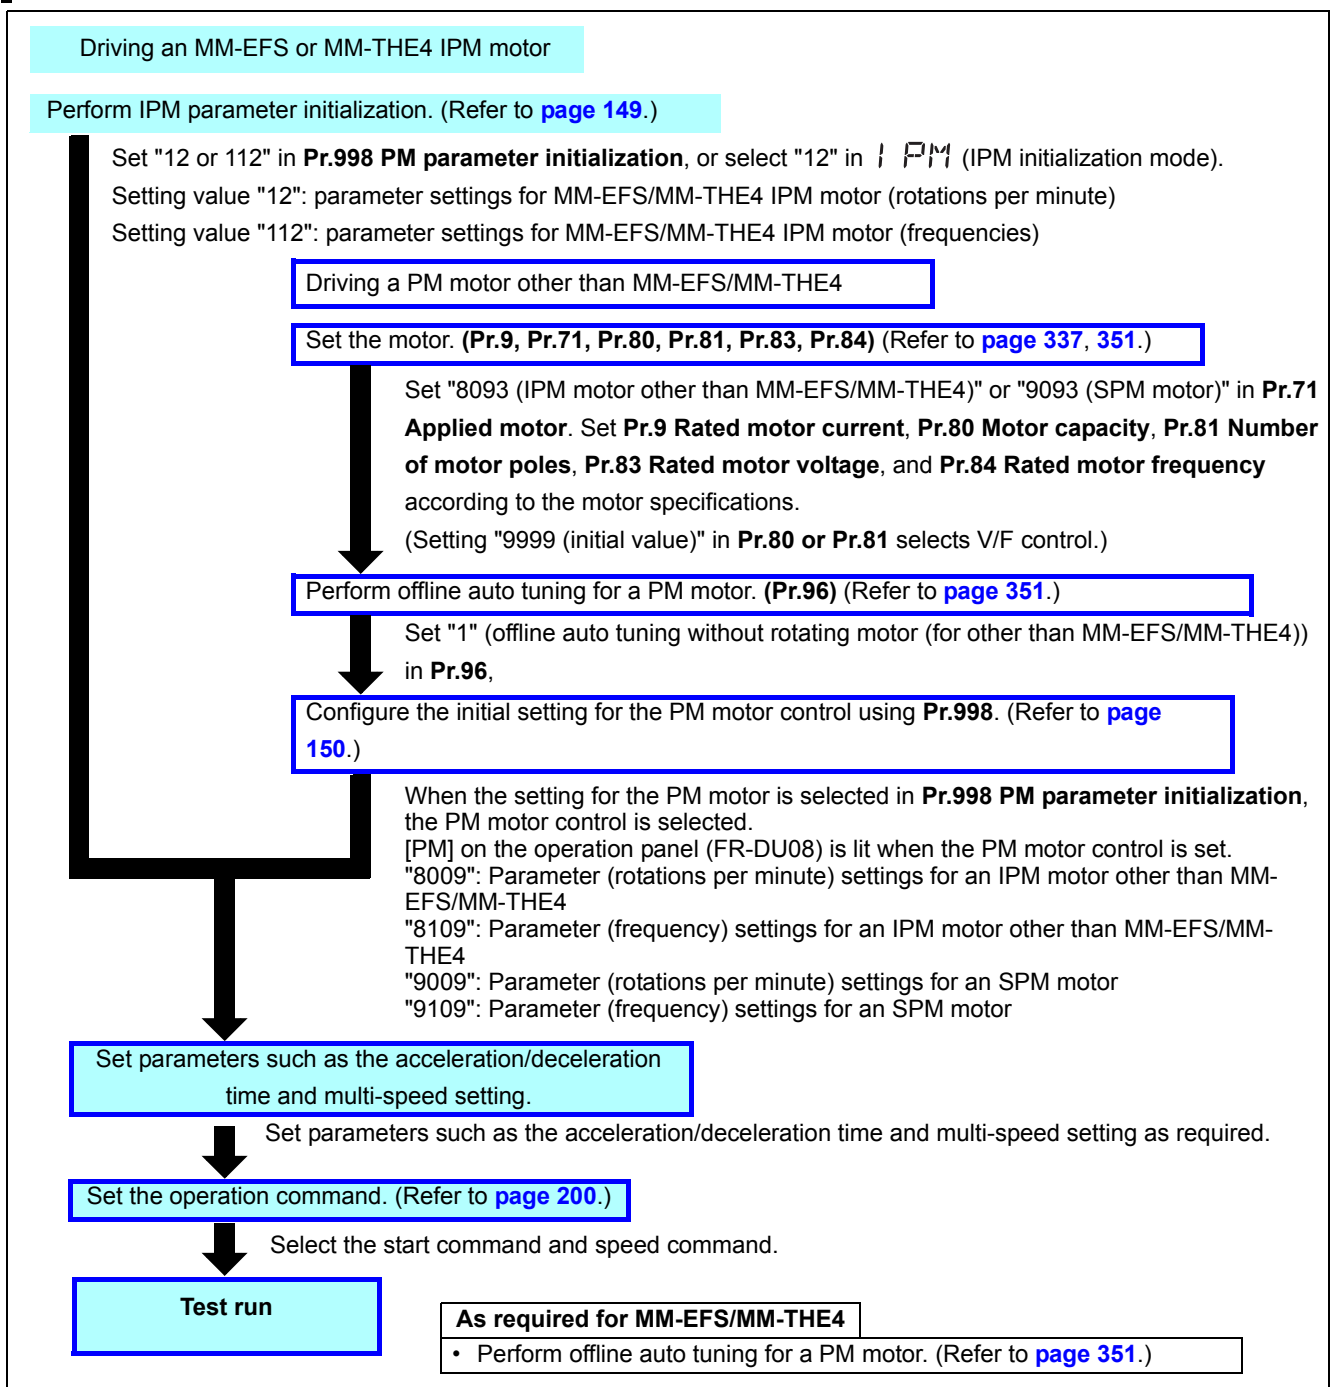 Driving an MM-EFS or MM-THE4 IPM motor
Perform IPM parameter initialization. (Refer to page 149.)
Set "12 or 112" in Pr.998 PM parameter initialization, or select "12" in IPM (IPM initialization mode).
Setting value "12": parameter settings for MM-EFS/MM-THE4 IPM motor (rotations per minute)
Setting value "112": parameter settings for MM-EFS/MM-THE4 IPM motor (frequencies)
Driving a PM motor other than MM-EFS/MM-THE4
Set the motor. (Pr.9, Pr.71, Pr.80, Pr.81, Pr.83, Pr.84) (Refer to page 337, 351.)
Set "8093 (IPM motor other than MM-EFS/MM-THE4)" or "9093 (SPM motor)" in Pr.71
Applied motor. Set Pr.9 Rated motor current, Pr.80 Motor capacity, Pr.81 Number
of motor poles, Pr.83 Rated motor voltage, and Pr.84 Rated motor frequency
according to the motor specifications.
(Setting "9999 (initial value)" in Pr.80 or Pr.81 selects V/F control.)
Perform offline auto tuning for a PM motor. (Pr.96) (Refer to page 351.)
Set "1" (offline auto tuning without rotating motor (for other than MM-EFS/MM-THE4))
in Pr.96,
Configure the initial setting for the PM motor control using Pr.998. (Refer to page
150.)
When the setting for the PM motor is selected in Pr.998 PM parameter initialization,
the PM motor control is selected.
[PM] on the operation panel (FR-DU08) is lit when the PM motor control is set.
"8009": Parameter (rotations per minute) settings for an IPM motor other than MM-
EFS/MM-THE4
"8109": Parameter (frequency) settings for an IPM motor other than MM-EFS/MM-
THE4
"9009": Parameter (rotations per minute) settings for an SPM motor
"9109": Parameter (frequency) settings for an SPM motor
Set parameters such as the acceleration/deceleration
time and multi-speed setting.
Set parameters such as the acceleration/deceleration time and multi-speed setting as required.
Set the operation command. (Refer to page 200.)
Select the start command and speed command.
Test run
As required for MM-EFS/MM-THE4
• Perform offline auto tuning for a PM motor. (Refer to page 351.)